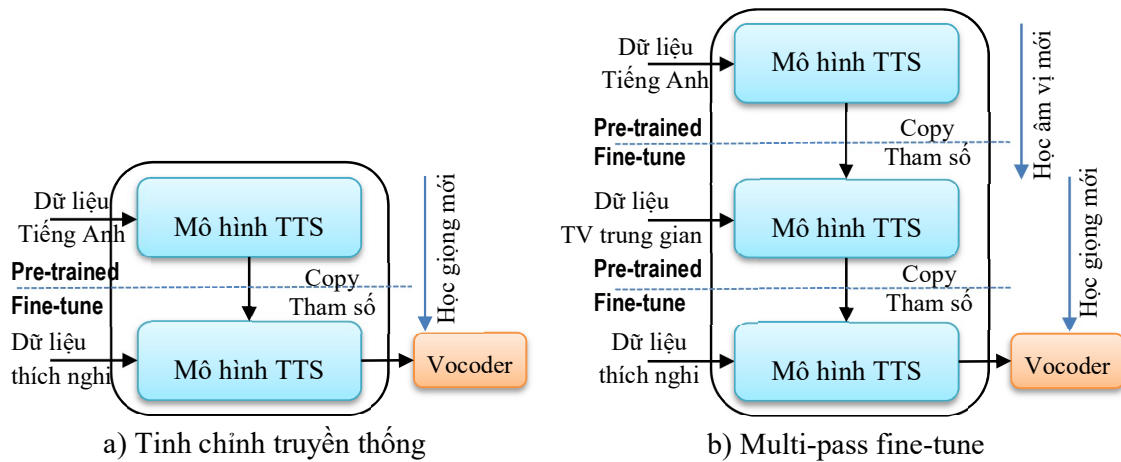 Dữ liệu
Tiếng Anh
Mô hình TTS
Pre-trained
Fine-tune
Copy
Tham số
Dữ liệu
thích nghi
Mô hình TTS
Vocoder
Học giọng mới
a) Tinh chỉnh truyền thống
Dữ liệu
Tiếng Anh
Mô hình TTS
Pre-trained
Fine-tune
Copy
Tham số
Học âm vị mới
Dữ liệu
TV trung gian
Mô hình TTS
Pre-trained
Fine-tune
Copy
Tham số
Học giọng mới
Dữ liệu
thích nghi
Mô hình TTS
Vocoder
b) Multi-pass fine-tune